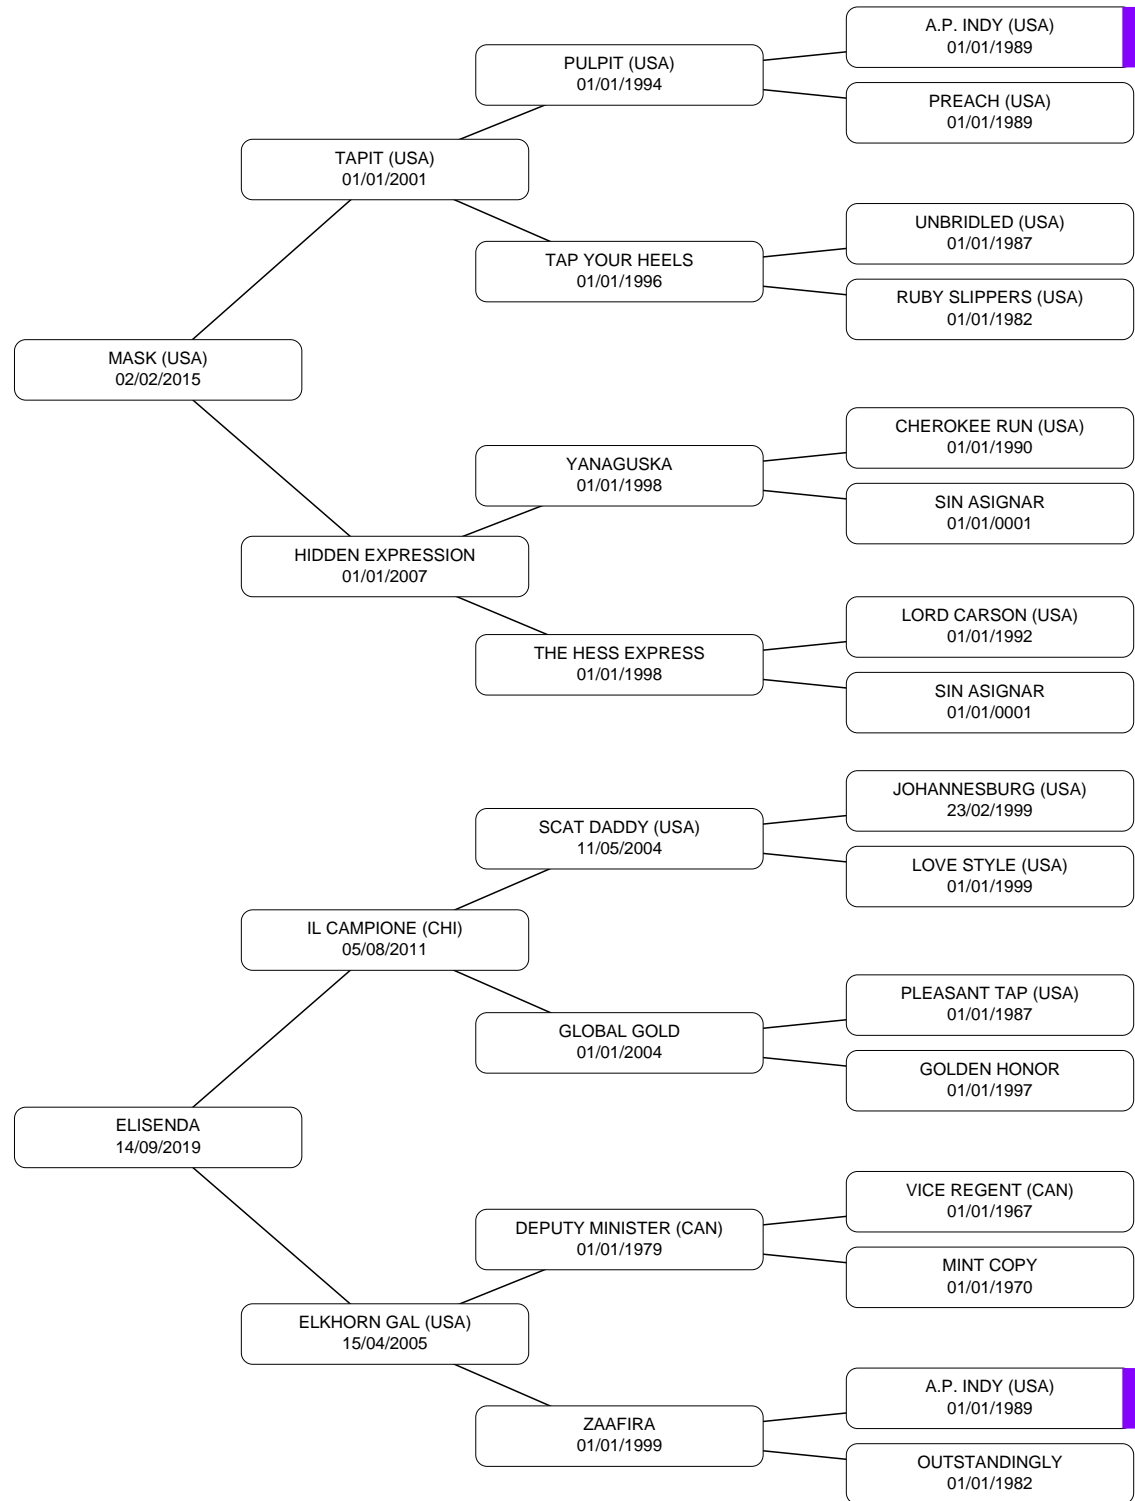 A.P. INDY (USA)
01/01/1989
PULPIT (USA)
01/01/1994
PREACH (USA)
01/01/1989
TAPIT (USA)
01/01/2001
UNBRIDLED (USA)
01/01/1987
TAP YOUR HEELS
01/01/1996
RUBY SLIPPERS (USA)
01/01/1982
MASK (USA)
02/02/2015
CHEROKEE RUN (USA)
01/01/1990
YANAGUSKA
01/01/1998
SIN ASIGNAR
01/01/0001
HIDDEN EXPRESSION
01/01/2007
LORD CARSON (USA)
01/01/1992
THE HESS EXPRESS
01/01/1998
SIN ASIGNAR
01/01/0001
JOHANNESBURG (USA)
23/02/1999
SCAT DADDY (USA)
11/05/2004
LOVE STYLE (USA)
01/01/1999
IL CAMPIONE (CHI)
05/08/2011
PLEASANT TAP (USA)
01/01/1987
GLOBAL GOLD
01/01/2004
GOLDEN HONOR
01/01/1997
ELISENDA
14/09/2019
VICE REGENT (CAN)
01/01/1967
DEPUTY MINISTER (CAN)
01/01/1979
MINT COPY
01/01/1970
ELKHORN GAL (USA)
15/04/2005
A.P. INDY (USA)
01/01/1989
ZAAFIRA
01/01/1999
OUTSTANDINGLY
01/01/1982